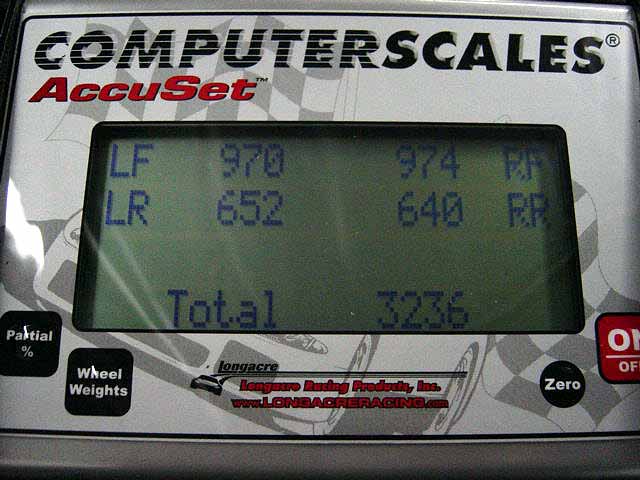 COMPUTERSCALES®
AccuSet™
LF 970 974 RF
LR 652 640 RR
Total 3236
Partial %
Wheel Weights
Longacre
Longacre Racing Products, Inc.
www.LONGACRERACING.com
Zero
ON
OFF